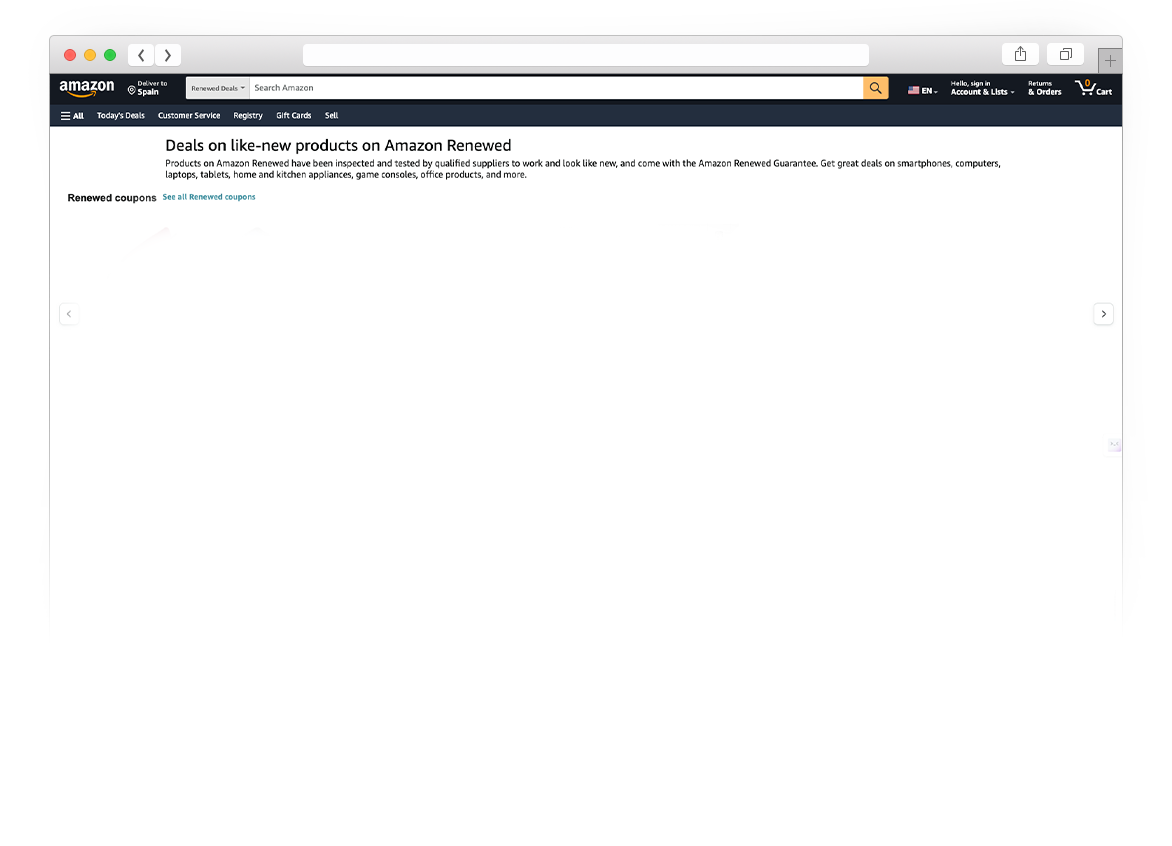 amazon
Deliver to
Spain
Renewed Deals
Search Amazon
EN
Hello, sign in
Account & Lists
Returns
& Orders
0
Cart
All
Today's Deals
Customer Service
Registry
Gift Cards
Sell
Deals on like-new products on Amazon Renewed
Products on Amazon Renewed have been inspected and tested by qualified suppliers to work and look like new, and come with the Amazon Renewed Guarantee. Get great deals on smartphones, computers,
laptops, tablets, home and kitchen appliances, game consoles, office products, and more.
Renewed coupons See all Renewed coupons